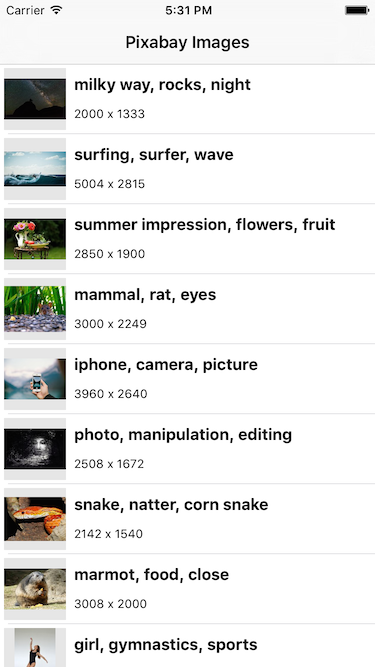 Carrier 5:31 PM
Pixabay Images
milky way, rocks, night
2000 x 1333
surfing, surfer, wave
5004 x 2815
summer impression, flowers, fruit
2850 x 1900
mammal, rat, eyes
3000 x 2249
iphone, camera, picture
3960 x 2640
photo, manipulation, editing
2508 x 1672
snake, natter, corn snake
2142 x 1540
marmot, food, close
3008 x 2000
girl, gymnastics, sports